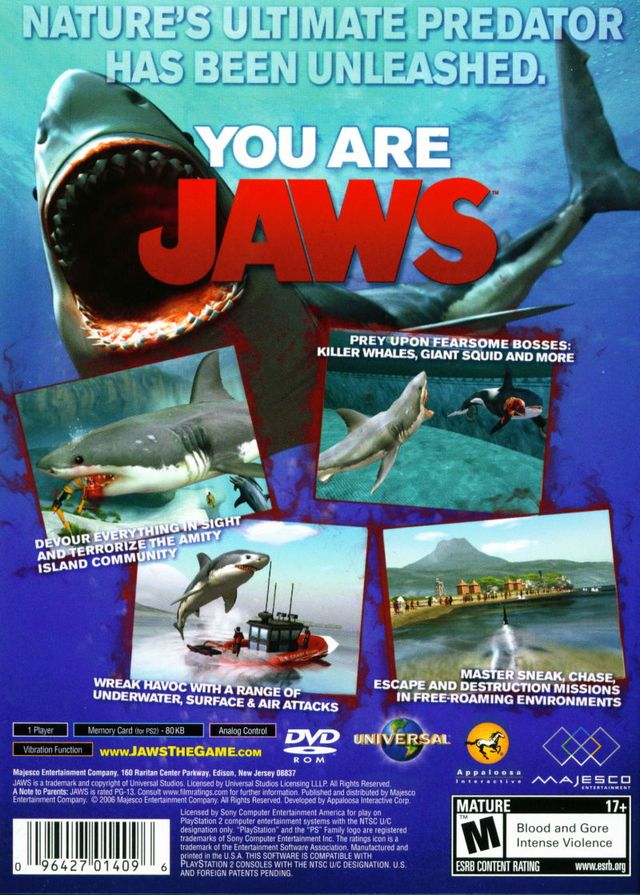 NATURE'S ULTIMATE PREDATOR
HAS BEEN UNLEASHED.
YOU ARE
JAWS™
PREY UPON FEARSOME BOSSES:
KILLER WHALES, GIANT SQUID AND MORE
DEVOUR EVERYTHING IN SIGHT
AND TERRORIZE THE AMITY
ISLAND COMMUNITY
WREAK HAVOC WITH A RANGE OF
UNDERWATER, SURFACE & AIR ATTACKS
MASTER SNEAK, CHASE,
ESCAPE AND DESTRUCTION MISSIONS
IN FREE-ROAMING ENVIRONMENTS
1 Player
Memory Card (for PS2) - 80 KB
Analog Control
Vibration Function
WWW.JAWSTHEGAME.COM
DVD
ROM
UNIVERSAL
Appaloosa
Interactive
MAJESCO
ENTERTAINMENT
Majesco Entertainment Company, 160 Raritan Center Parkway, Edison, New Jersey 08837
JAWS is a trademark and copyright of Universal Studios. Licensed by Universal Studios Licensing LLLP. All Rights Reserved.
A Note to Parents: JAWS is rated PG-13. Consult www.filmratings.com for further information. Published and distributed by Majesco
Entertainment Company. © 2006 Majesco Entertainment Company. All Rights Reserved. Developed by Appaloosa Interactive Corp.
Licensed by Sony Computer Entertainment America for play on
PlayStation 2 computer entertainment systems with the NTSC U/C
designation only. "PlayStation" and the "PS" Family logo are registered
trademarks of Sony Computer Entertainment Inc. The ratings icon is a
trademark of the Entertainment Software Association. Manufactured and
printed in the U.S.A. THIS SOFTWARE IS COMPATIBLE WITH
PLAYSTATION 2 CONSOLES WITH THE NTSC U/C DESIGNATION. U.S.
AND FOREIGN PATENTS PENDING.
0 96427 01409 6
MATURE 17+
M
Blood and Gore
Intense Violence
ESRB CONTENT RATING www.esrb.org